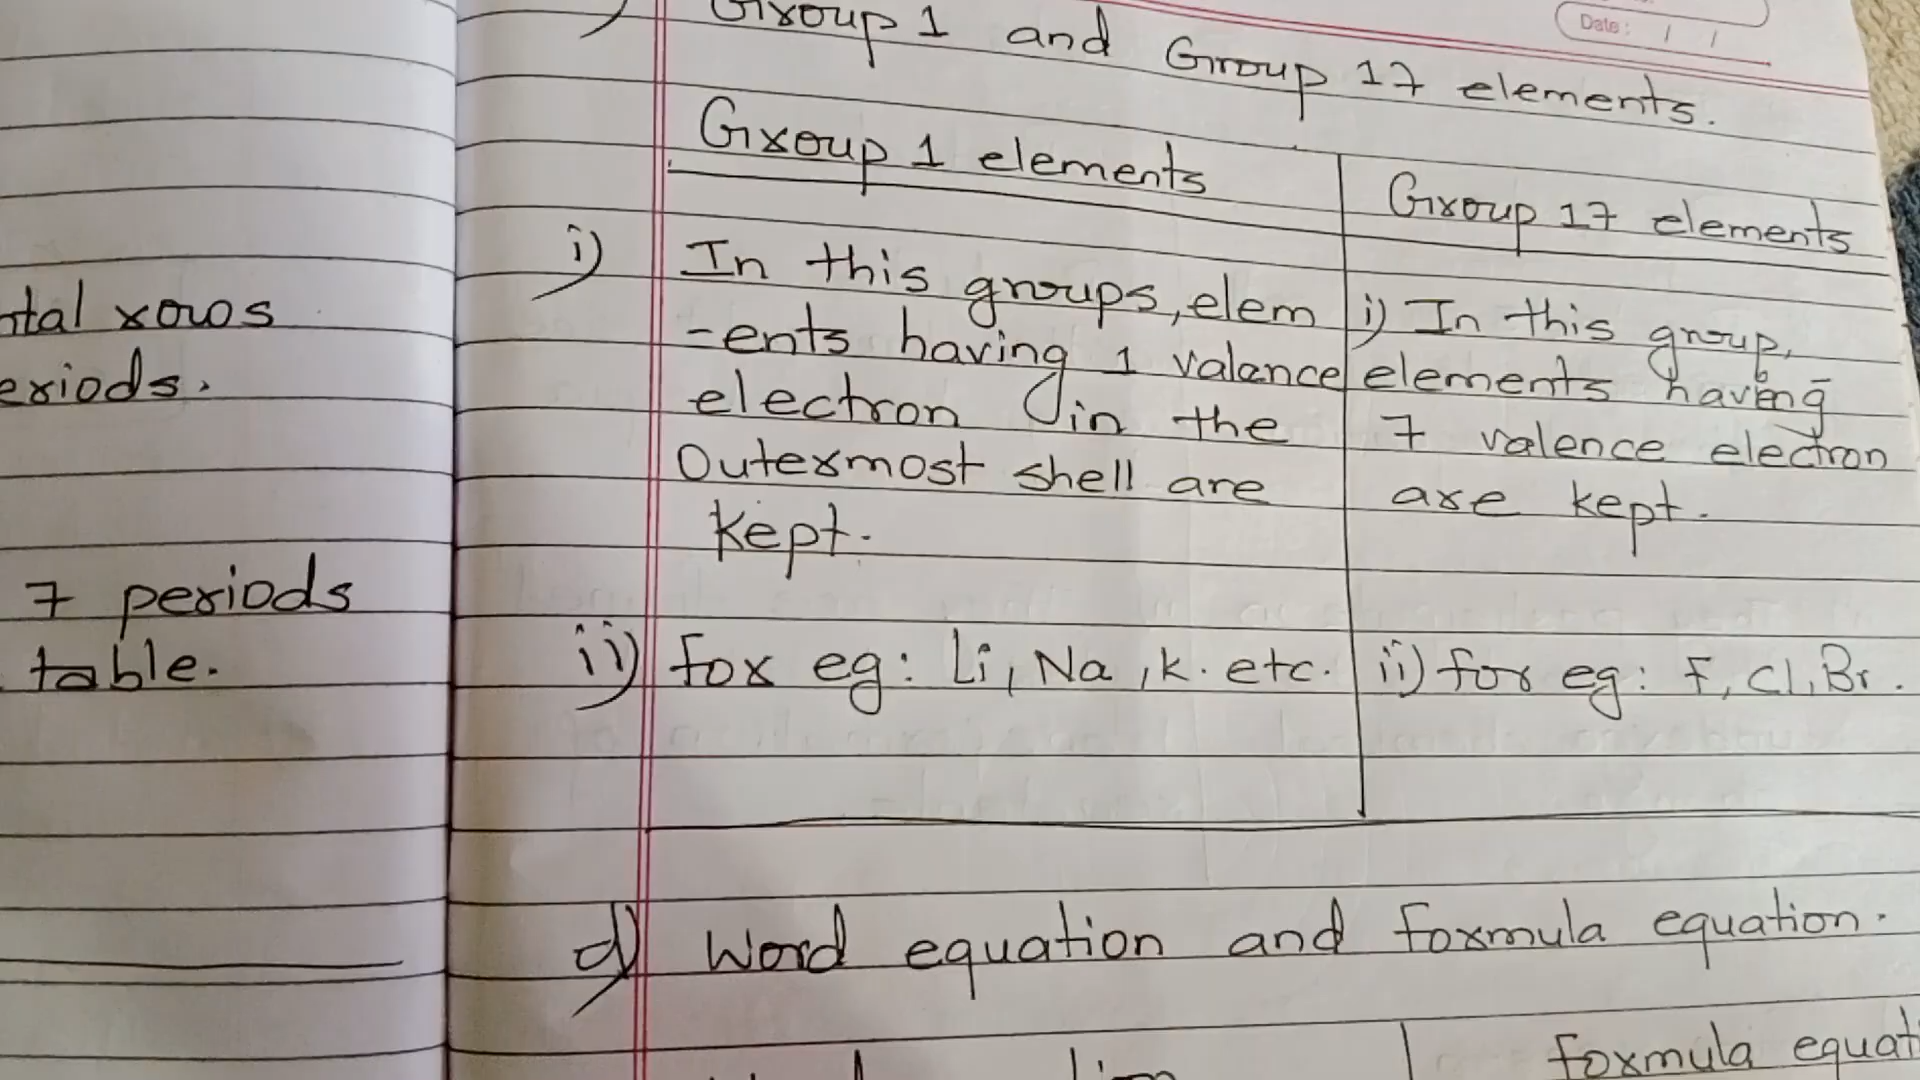 Date: / /
Group 1 and Group 17 elements.
Group 1 elements
Group 17 elements
i) In this groups, elem
-ents having 1 valance
electron in the
Outermost shell are
kept.
i) In this group,
elements having
7 valence electron
are kept.
ii) for eg: Li, Na, k. etc.
ii) for eg: F, Cl, Br.
d) Word equation and formula equation.
formula equati
ntal rows
eriods.
7 periods
table.